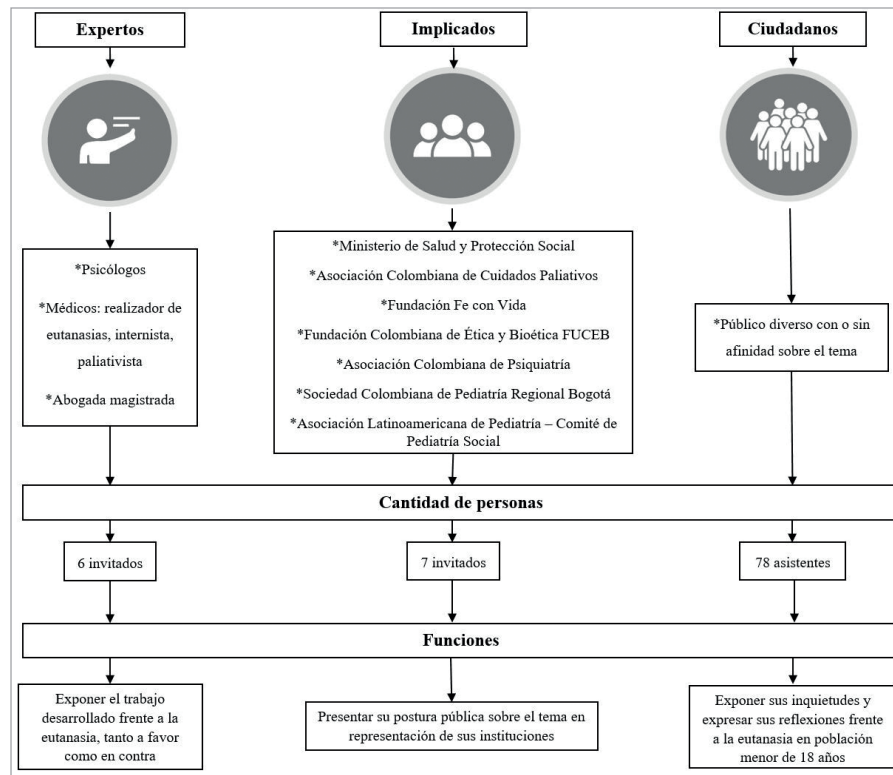 Expertos
Implicados
Ciudadanos
*Psicólogos
*Médicos: realizador de
eutanasias, internista,
paliativista
*Abogada magistrada
*Ministerio de Salud y Protección Social
*Asociación Colombiana de Cuidados Paliativos
*Fundación Fe con Vida
*Fundación Colombiana de Ética y Bioética FUCEB
*Asociación Colombiana de Psiquiatría
*Sociedad Colombiana de Pediatría Regional Bogotá
*Asociación Latinoamericana de Pediatría – Comité de
Pediatría Social
*Público diverso con o sin
afinidad sobre el tema
Cantidad de personas
6 invitados
7 invitados
78 asistentes
Funciones
Exponer el trabajo
desarrollado frente a la
eutanasia, tanto a favor
como en contra
Presentar su postura pública sobre el tema en
representación de sus instituciones
Exponer sus inquietudes y
expresar sus reflexiones frente
a la eutanasia en población
menor de 18 años